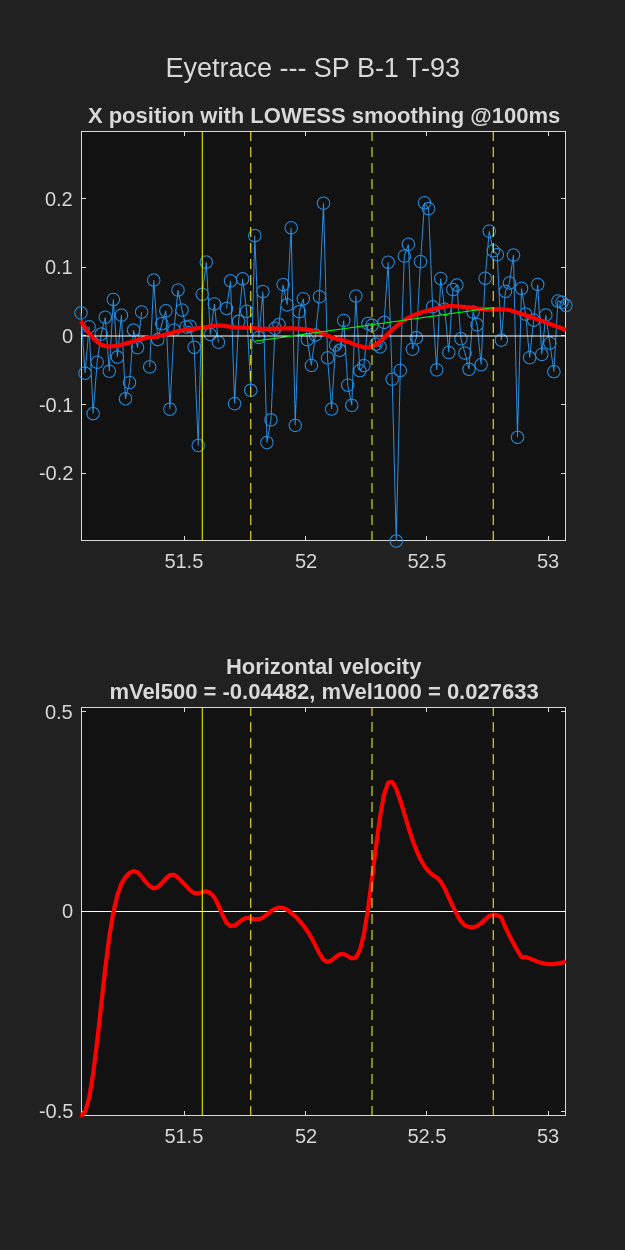 Eyetrace --- SP B-1 T-93
X position with LOWESS smoothing @100ms
0.2
0.1
0
-0.1
-0.2
51.5 52 52.5 53
Horizontal velocity
mVel500 = -0.04482, mVel1000 = 0.027633
0.5
0
-0.5
51.5 52 52.5 53